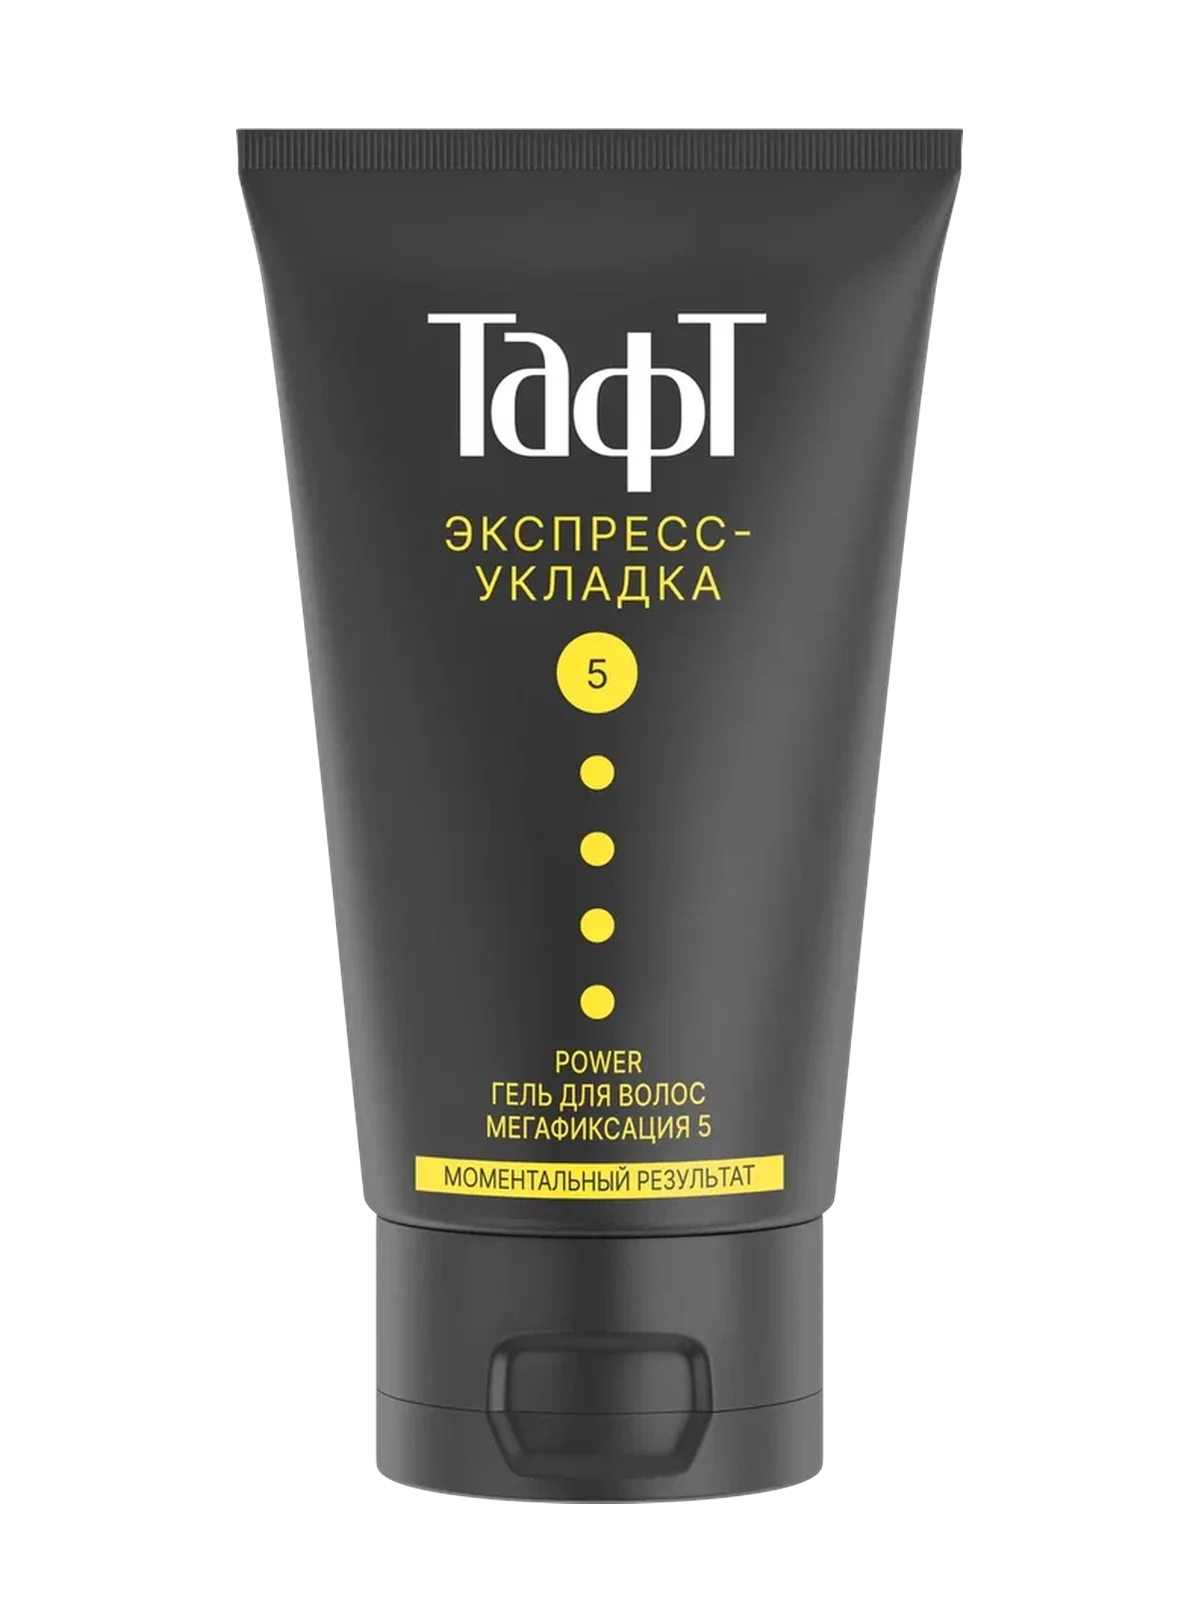 Тафт
ЭКСПРЕСС-
УКЛАДКА
5
POWER
ГЕЛЬ ДЛЯ ВОЛОС
МЕГАФИКСАЦИЯ 5
МОМЕНТАЛЬНЫЙ РЕЗУЛЬТАТ